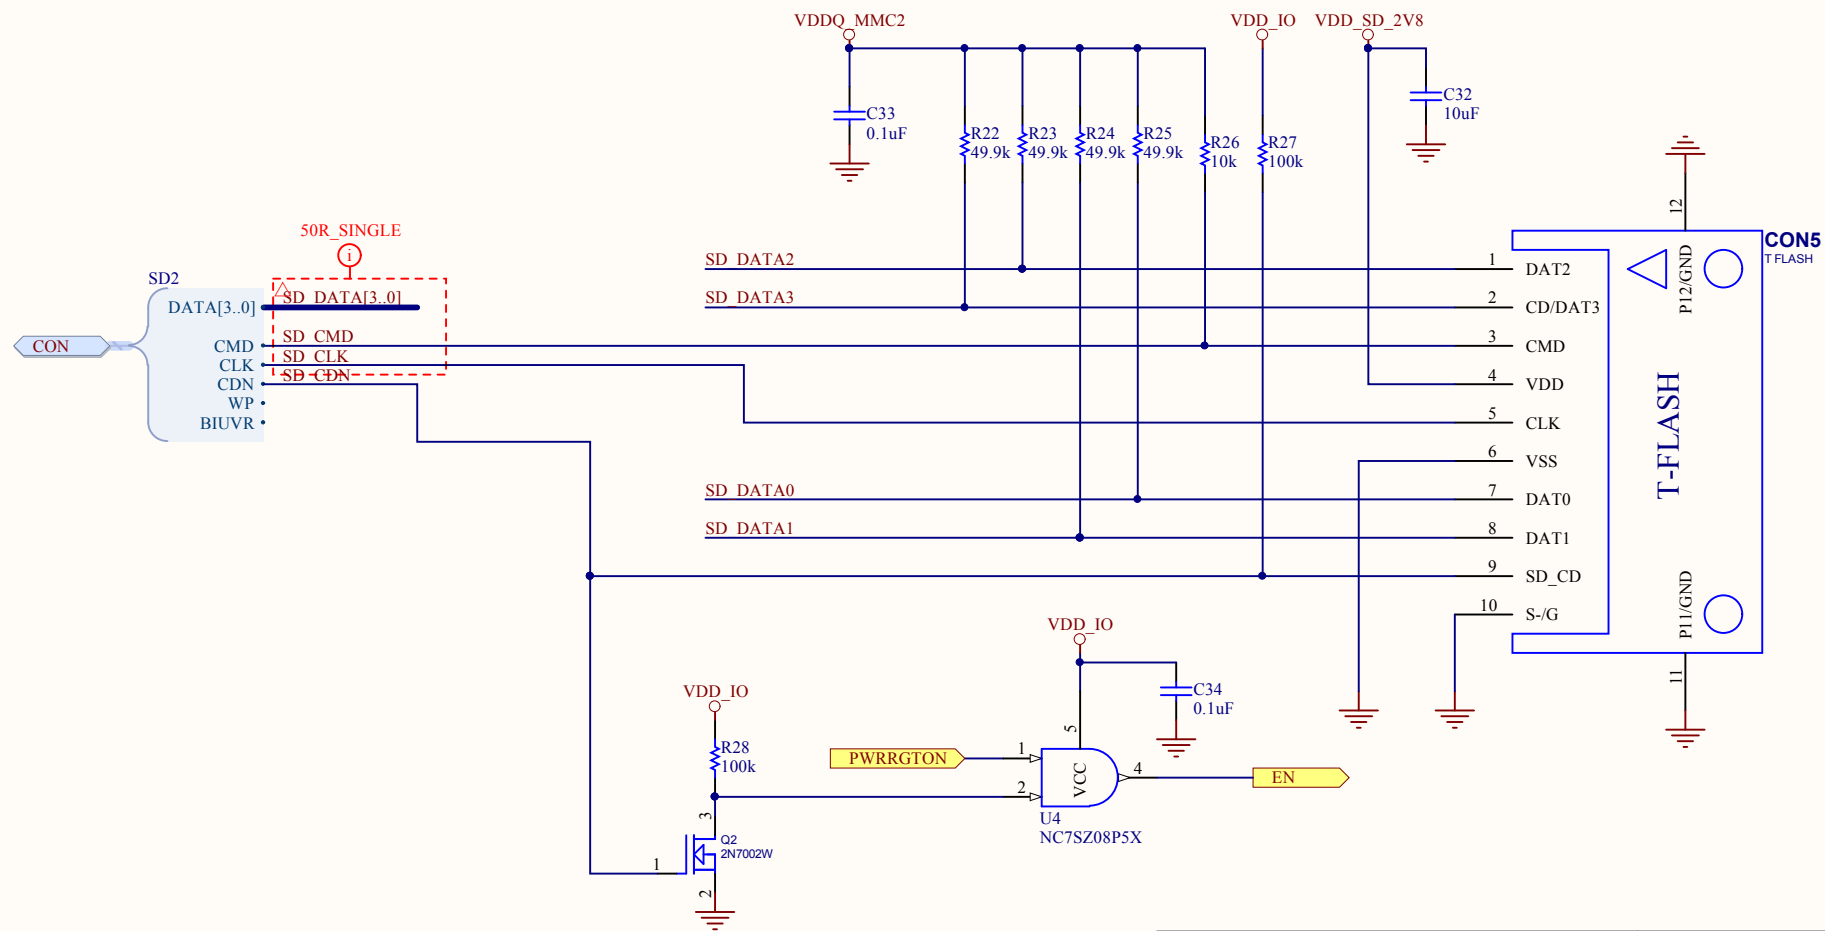 VDDQ_MMC2
VDD_IO
VDD_SD_2V8
C33
0.1uF
R22
49.9k
R23
49.9k
R24
49.9k
R25
49.9k
R26
10k
R27
100k
C32
10uF
12
P12/GND
CON5
T FLASH
50R_SINGLE
i
SD2
DATA[3..0]
SD_DATA[3..0]
CON
CMD
SD_CMD
CLK
SD_CLK
CDN
SD_CDN
WP
BIUVR
SD_DATA2
1
DAT2
SD_DATA3
2
CD/DAT3
3
CMD
4
VDD
5
CLK
6
VSS
SD_DATA0
7
DAT0
SD_DATA1
8
DAT1
9
SD_CD
10
S-/G
T-FLASH
P11/GND
11
VDD_IO
C34
0.1uF
VDD_IO
R28
100k
PWRRGTON
1
2
5
VCC
4
EN
U4
NC7SZ08P5X
3
Q2
2N7002W
1
2